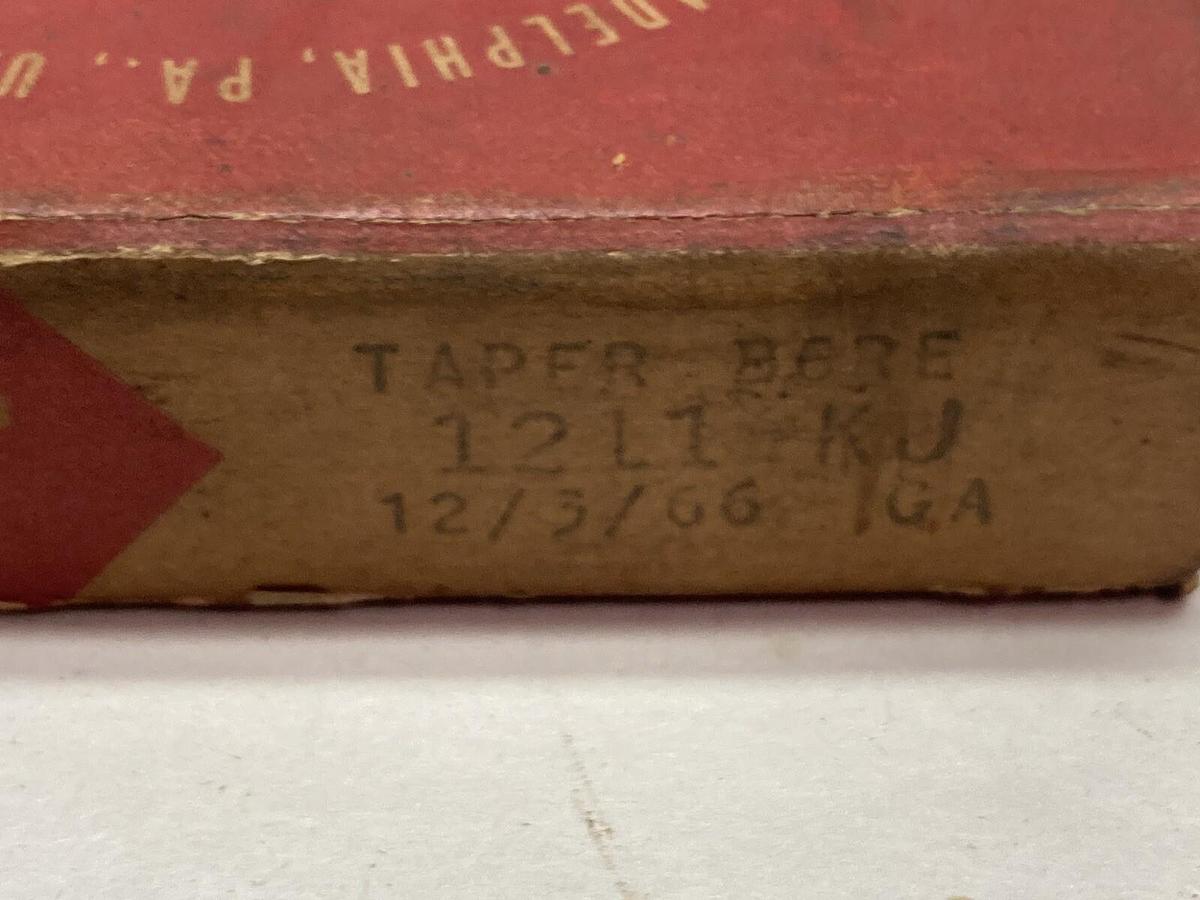 ADELPHIA, PA., U
TAPER BORE
1211-KJ
12/5/66 GA